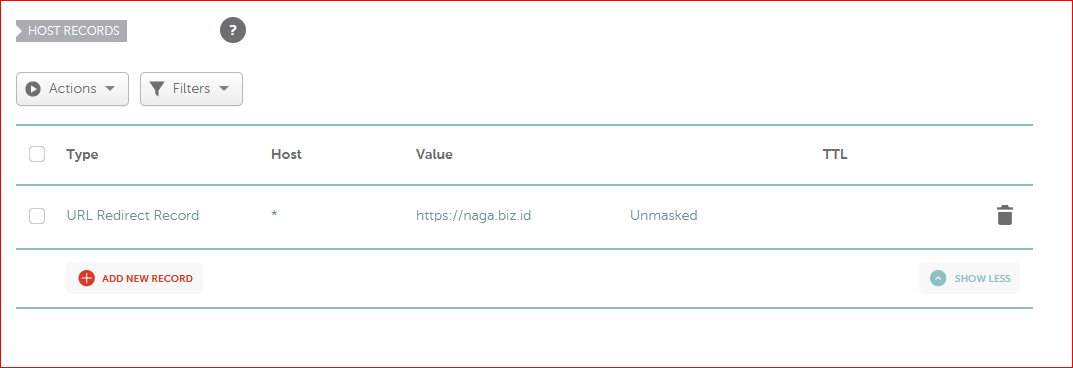 HOST RECORDS ?
Actions Filters
Type Host Value TTL
URL Redirect Record * https://naga.biz.id Unmasked
ADD NEW RECORD SHOW LESS